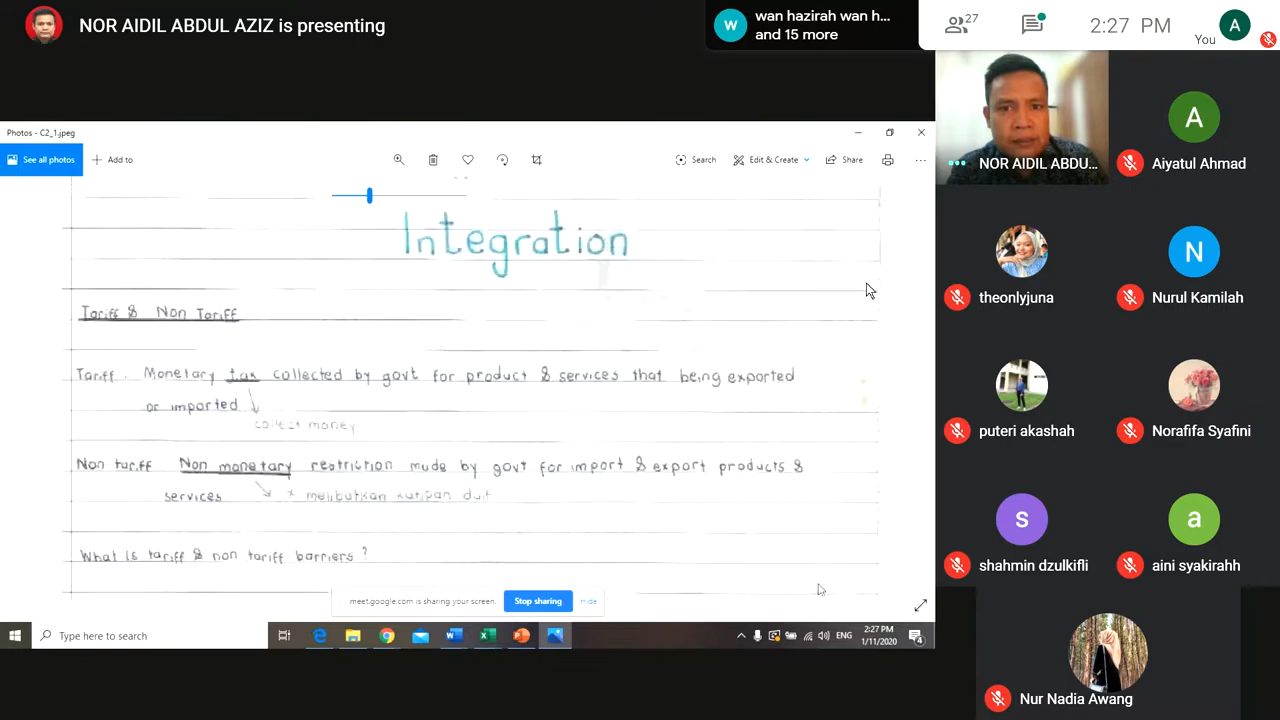 NOR AIDIL ABDUL AZIZ is presenting
wan hazirah wan h...
and 15 more
W
27
2:27 PM
You
A
Photos - C2_1.jpeg
See all photos
Add to
Search
Edit & Create
Share
Integration
Tariff & Non Tariff
Tariff. Monetary tax collected by govt for product & services that being exported
or imported
collect money
Non tariff Non monetary restriction made by govt for import & export products &
services
x melibatkan kutipan duit
What is tariff & non tariff barriers?
meet.google.com is sharing your screen.
Stop sharing
Hide
Type here to search
ENG
2:27 PM
1/11/2020
4
NOR AIDIL ABDU...
A
Aiyatul Ahmad
theonlyjuna
N
Nurul Kamilah
puteri akashah
Norafifa Syafini
s
shahmin dzulkifli
a
aini syakirahh
Nur Nadia Awang